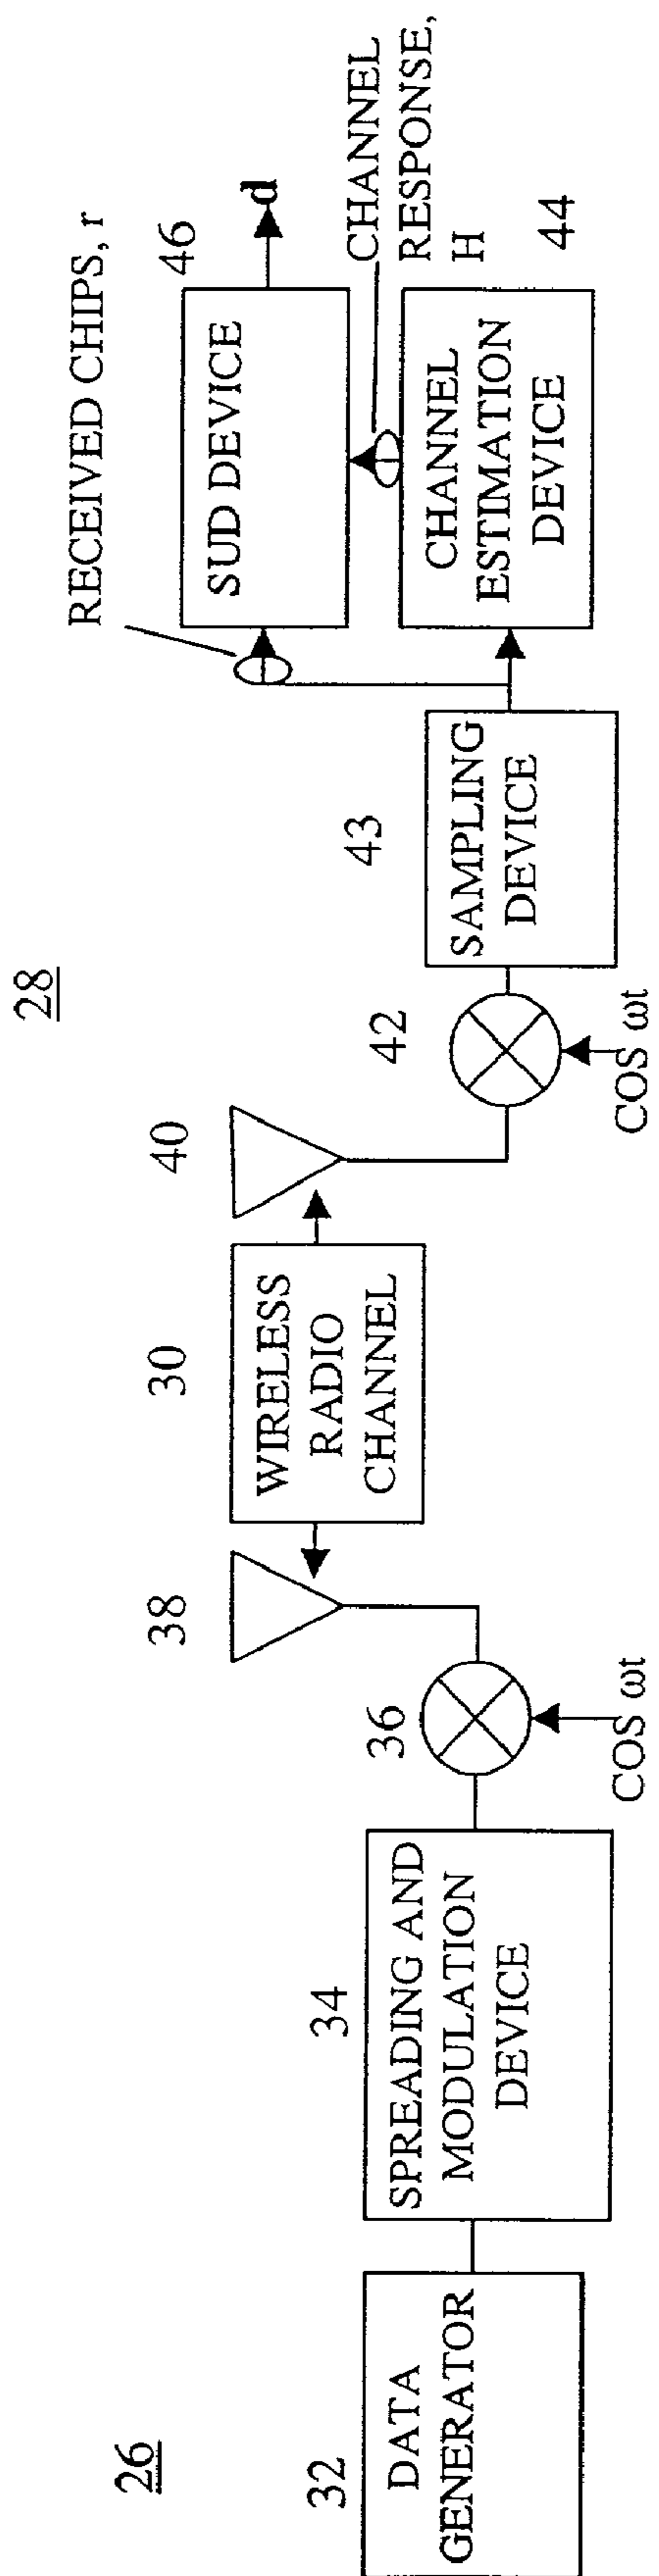 26
28
32
DATA
GENERATOR
34
SPREADING AND
MODULATION
DEVICE
36
COS ωt
38
30
WIRELESS
RADIO
CHANNEL
40
42
COS ωt
43
SAMPLING
DEVICE
RECEIVED CHIPS, r
46
SUD DEVICE
d
CHANNEL
RESPONSE,
H
44
CHANNEL
ESTIMATION
DEVICE